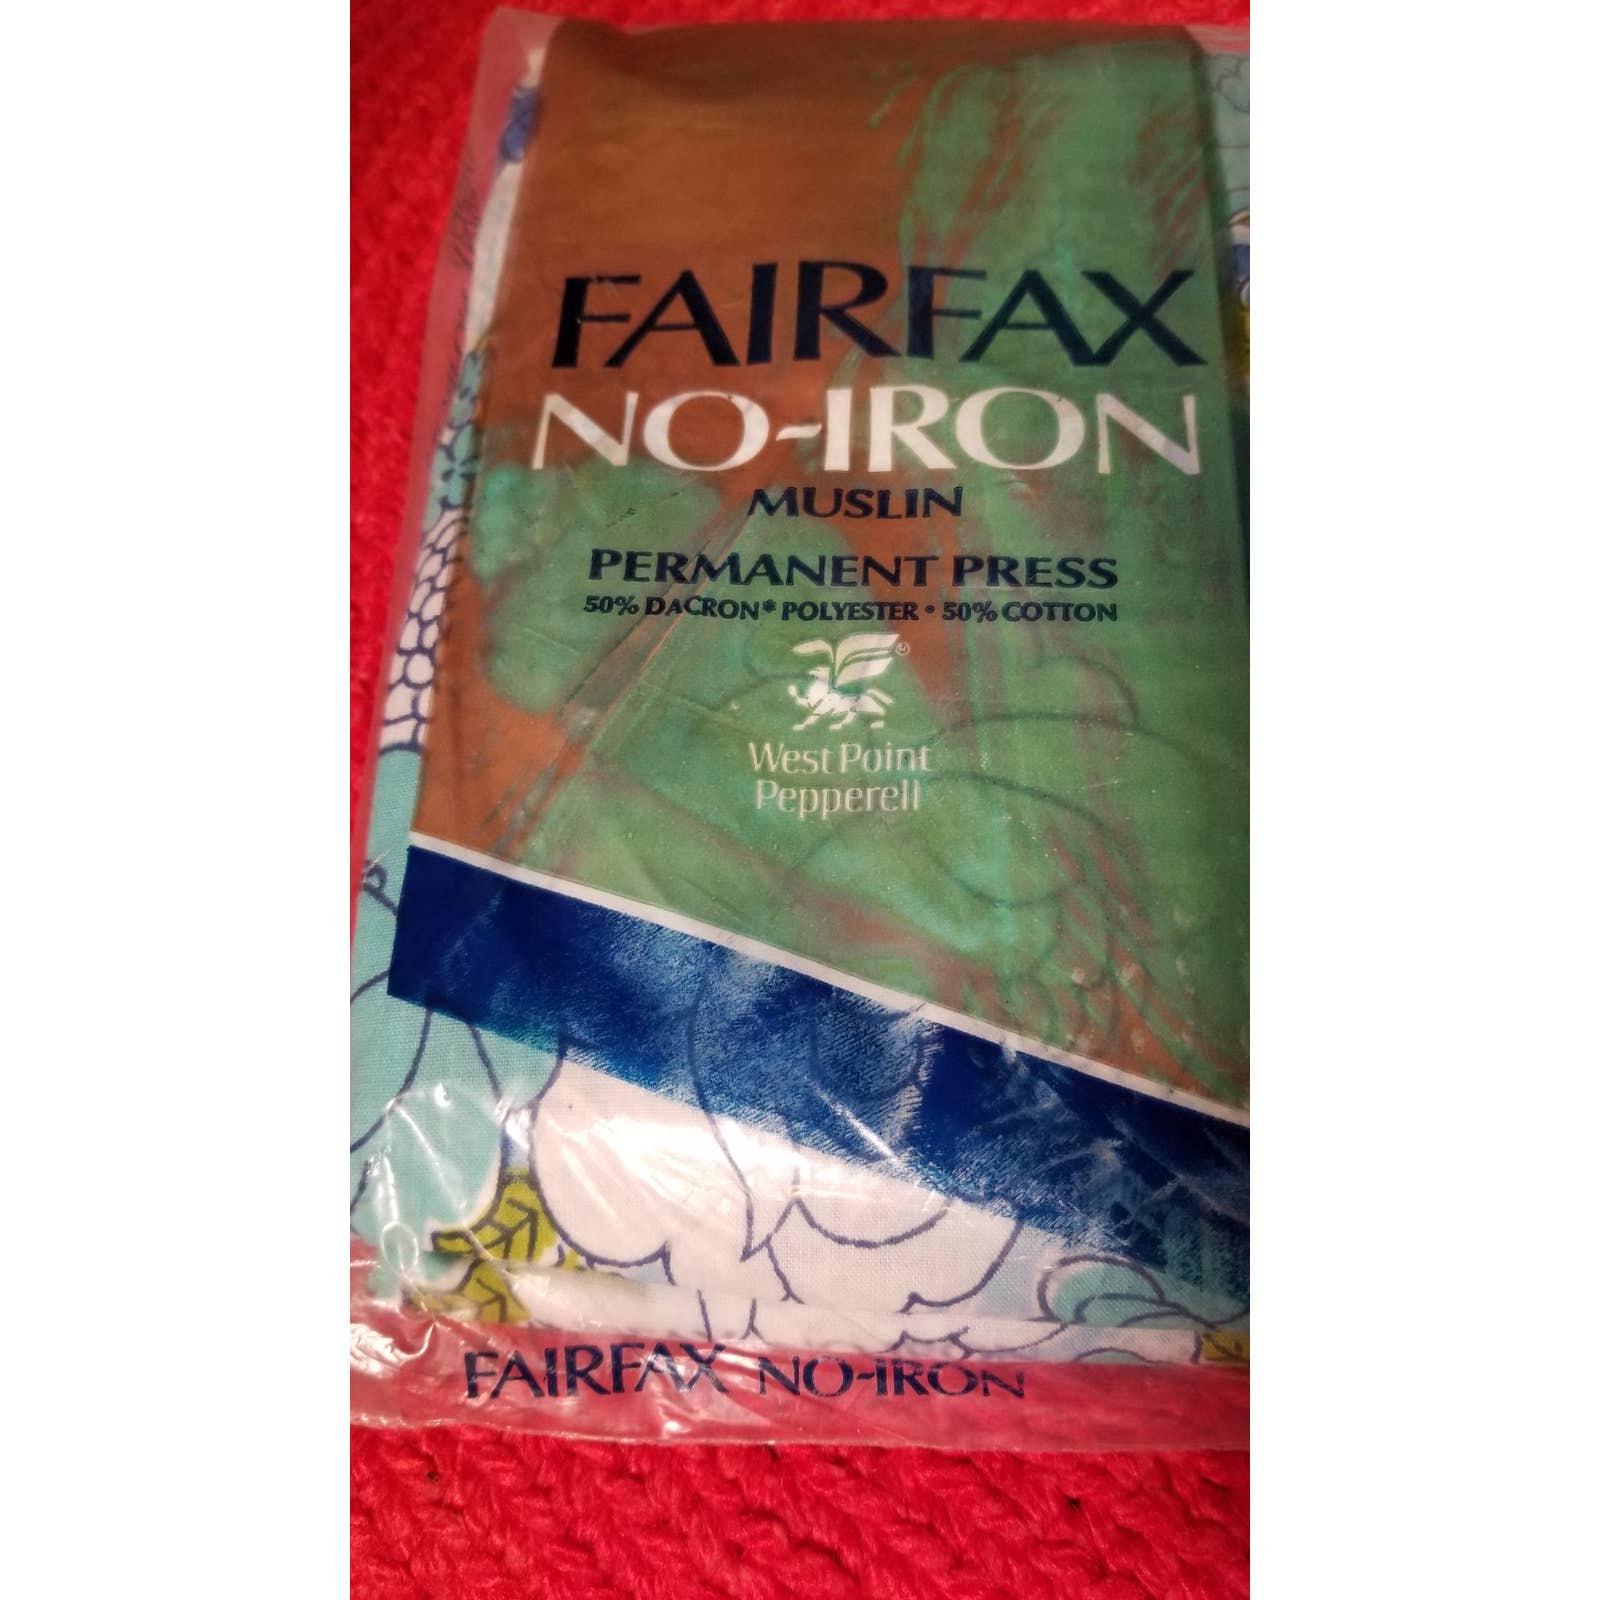 FAIRFAX
NO-IRON
MUSLIN
PERMANENT PRESS
50% DACRON* POLYESTER • 50% COTTON
®
West Point
Pepperell
FAIRFAX NO-IRON